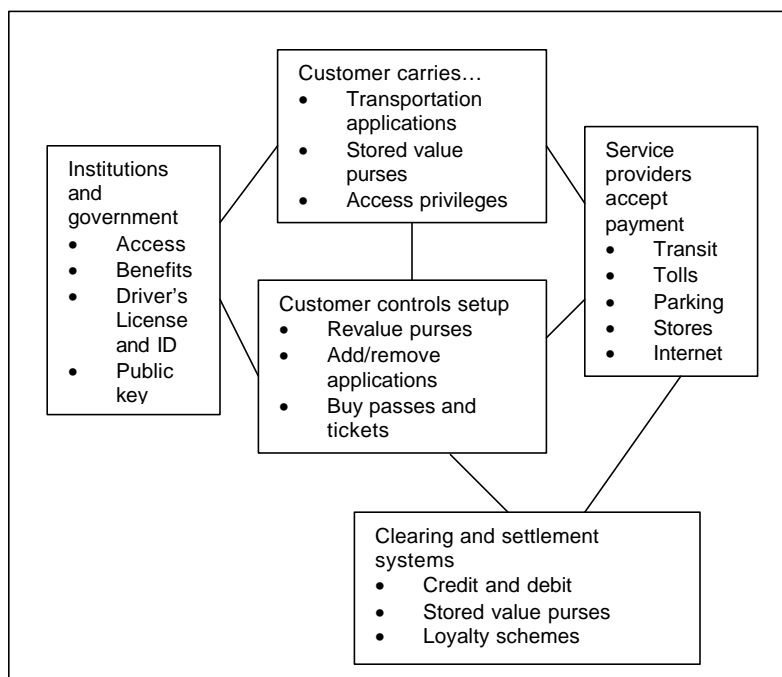 Customer carries…
• Transportation
applications
• Stored value
purses
• Access privileges
Institutions
and
government
• Access
• Benefits
• Driver’s
License
and ID
• Public
key
Service
providers
accept
payment
• Transit
• Tolls
• Parking
• Stores
• Internet
Customer controls setup
• Revalue purses
• Add/remove
applications
• Buy passes and
tickets
Clearing and settlement
systems
• Credit and debit
• Stored value purses
• Loyalty schemes